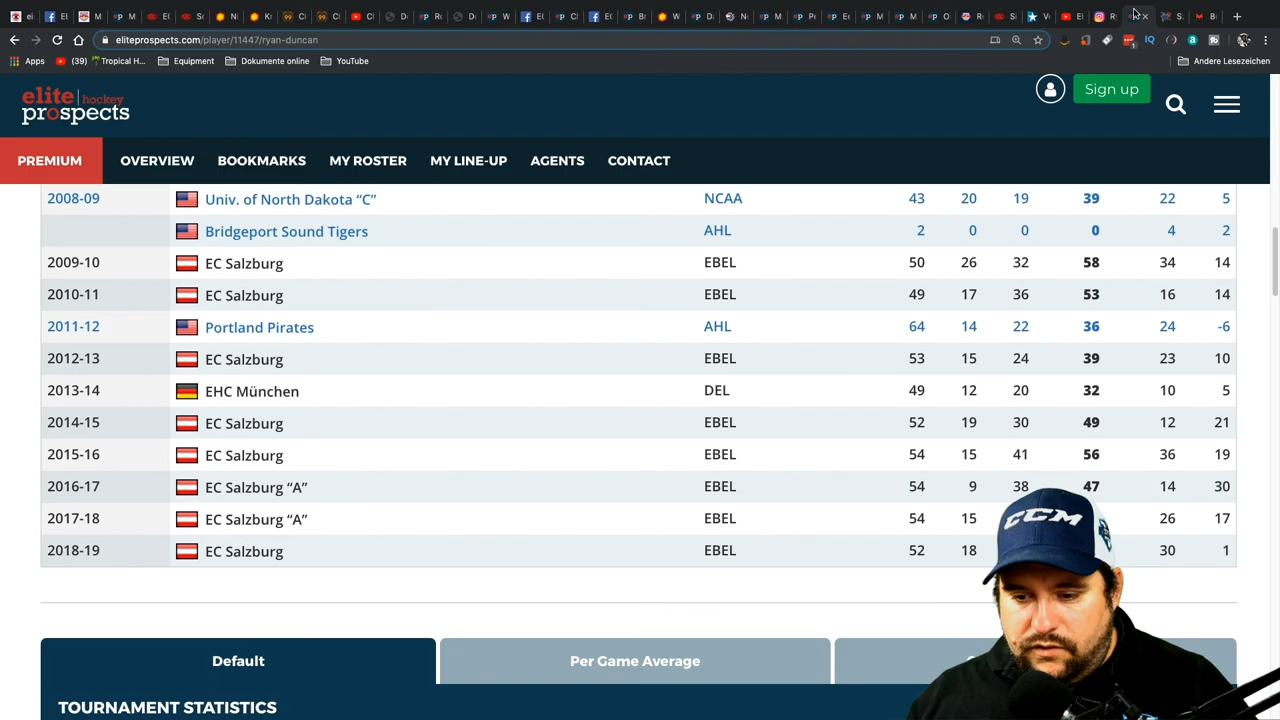 eliteprospects.com/player/11447/ryan-duncan
Apps (39) Tropical H... Equipment Dokumente online YouTube Andere Lesezeichen
elite hockey prospects
Sign up
PREMIUM OVERVIEW BOOKMARKS MY ROSTER MY LINE-UP AGENTS CONTACT
2008-09 Univ. of North Dakota “C” NCAA 43 20 19 39 22 5
Bridgeport Sound Tigers AHL 2 0 0 0 4 2
2009-10 EC Salzburg EBEL 50 26 32 58 34 14
2010-11 EC Salzburg EBEL 49 17 36 53 16 14
2011-12 Portland Pirates AHL 64 14 22 36 24 -6
2012-13 EC Salzburg EBEL 53 15 24 39 23 10
2013-14 EHC München DEL 49 12 20 32 10 5
2014-15 EC Salzburg EBEL 52 19 30 49 12 21
2015-16 EC Salzburg EBEL 54 15 41 56 36 19
2016-17 EC Salzburg “A” EBEL 54 9 38 47 14 30
2017-18 EC Salzburg “A” EBEL 54 15 26 17
2018-19 EC Salzburg EBEL 52 18 30 1
CCM
Default Per Game Average
TOURNAMENT STATISTICS